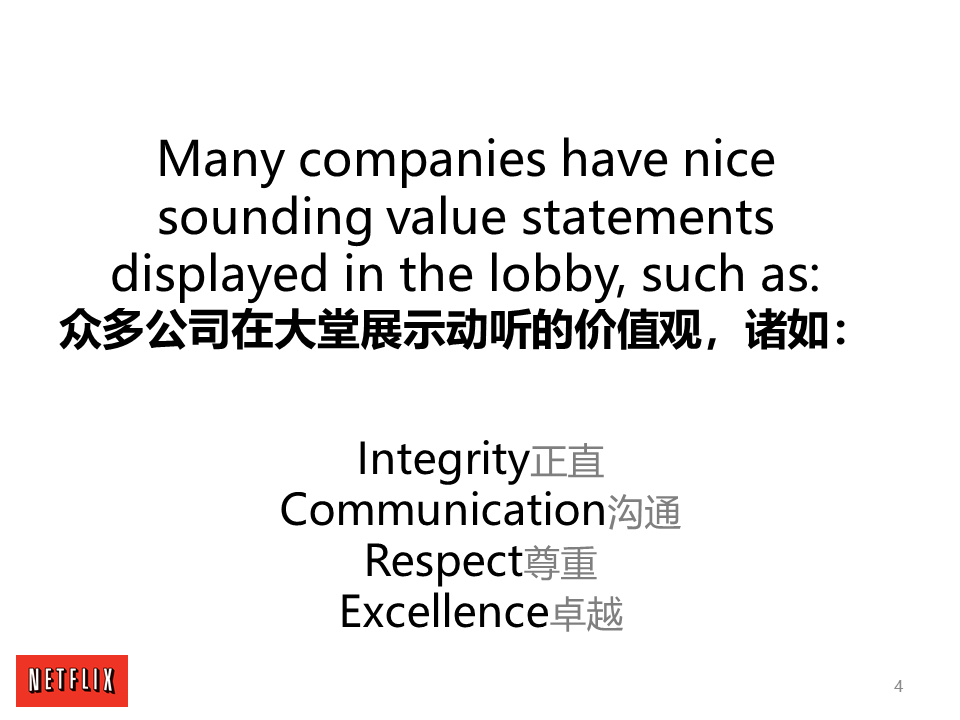 Many companies have nice
sounding value statements
displayed in the lobby, such as:
众多公司在大堂展示动听的价值观，诸如：
Integrity正直
Communication沟通
Respect尊重
Excellence卓越
NETFLIX
4